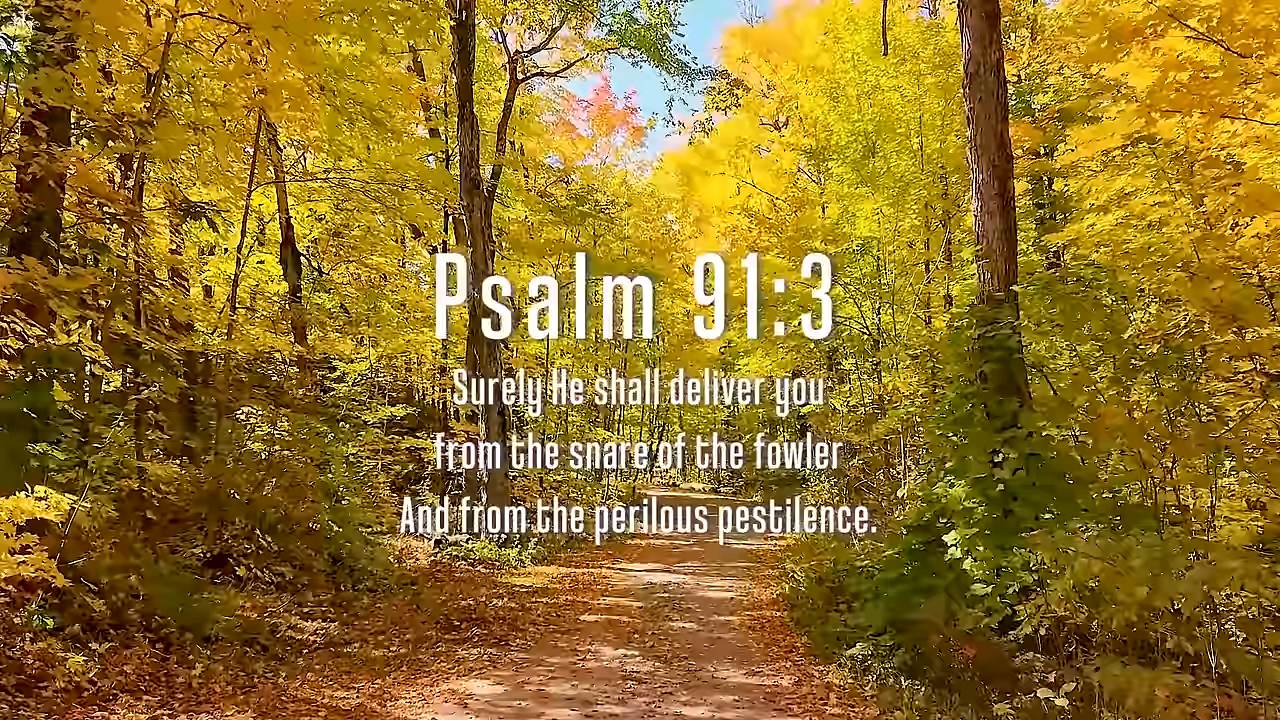 Psalm 91:3
Surely He shall deliver you
from the snare of the fowler
And from the perilous pestilence.